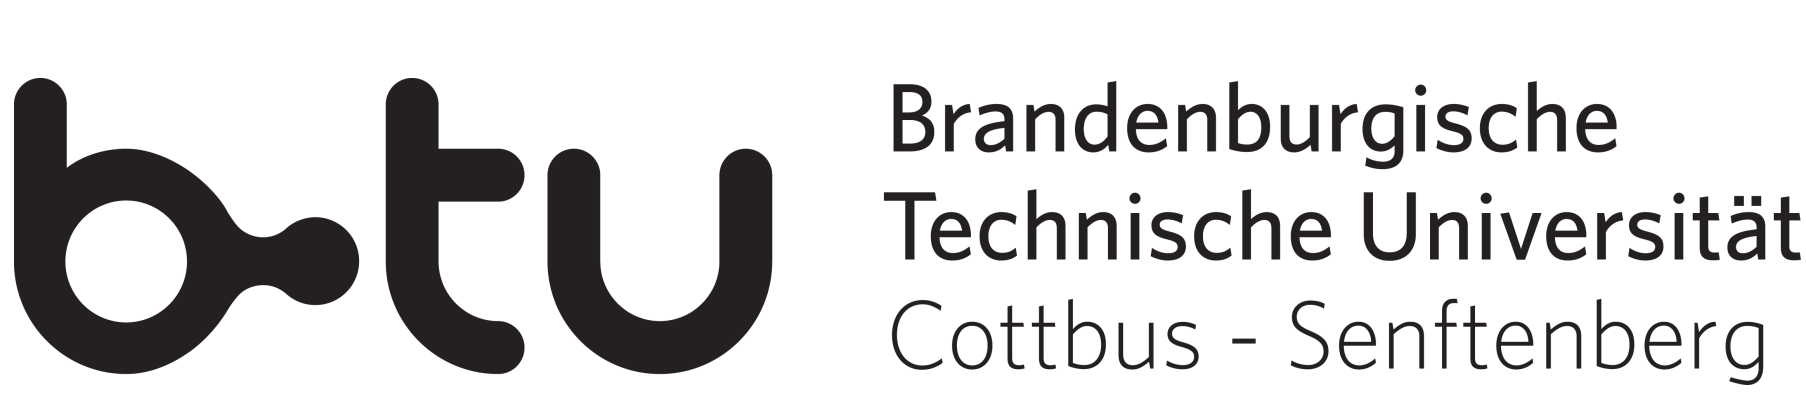 b-tu
Brandenburgische
Technische Universität
Cottbus - Senftenberg